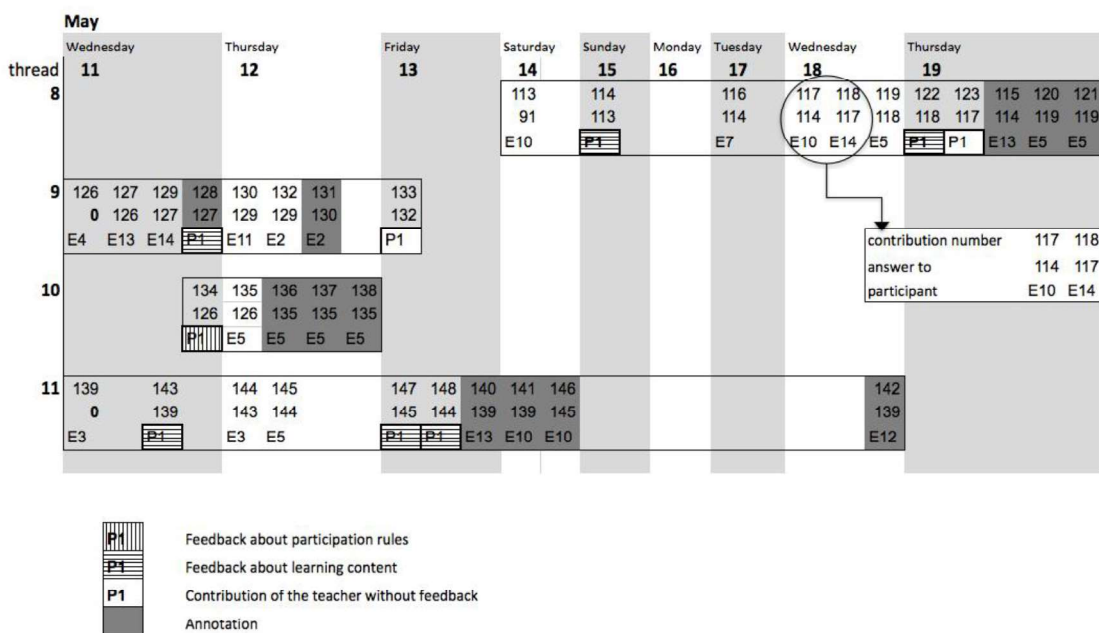 May
Wednesday Thursday Friday Saturday Sunday Monday Tuesday Wednesday Thursday
thread 11 12 13 14 15 16 17 18 19
8 113 114 116 117 118 119 122 123 115 120 121
91 113 114 114 117 118 118 117 114 119 119
E10 P1 E7 E10 E14 E5 P1 P1 E13 E5 E5
9 126 127 129 128 130 132 131 133
0 126 127 127 129 129 130 132
E4 E13 E14 P1 E11 E2 E2 P1
contribution number 117 118
answer to 114 117
participant E10 E14
10 134 135 136 137 138
126 126 135 135 135
P1 E5 E5 E5 E5
11 139 143 144 145 147 148 140 141 146 142
0 139 143 144 145 144 139 139 145 139
E3 P1 E3 E5 P1 P1 E13 E10 E10 E12
P1 Feedback about participation rules
P1 Feedback about learning content
P1 Contribution of the teacher without feedback
Annotation